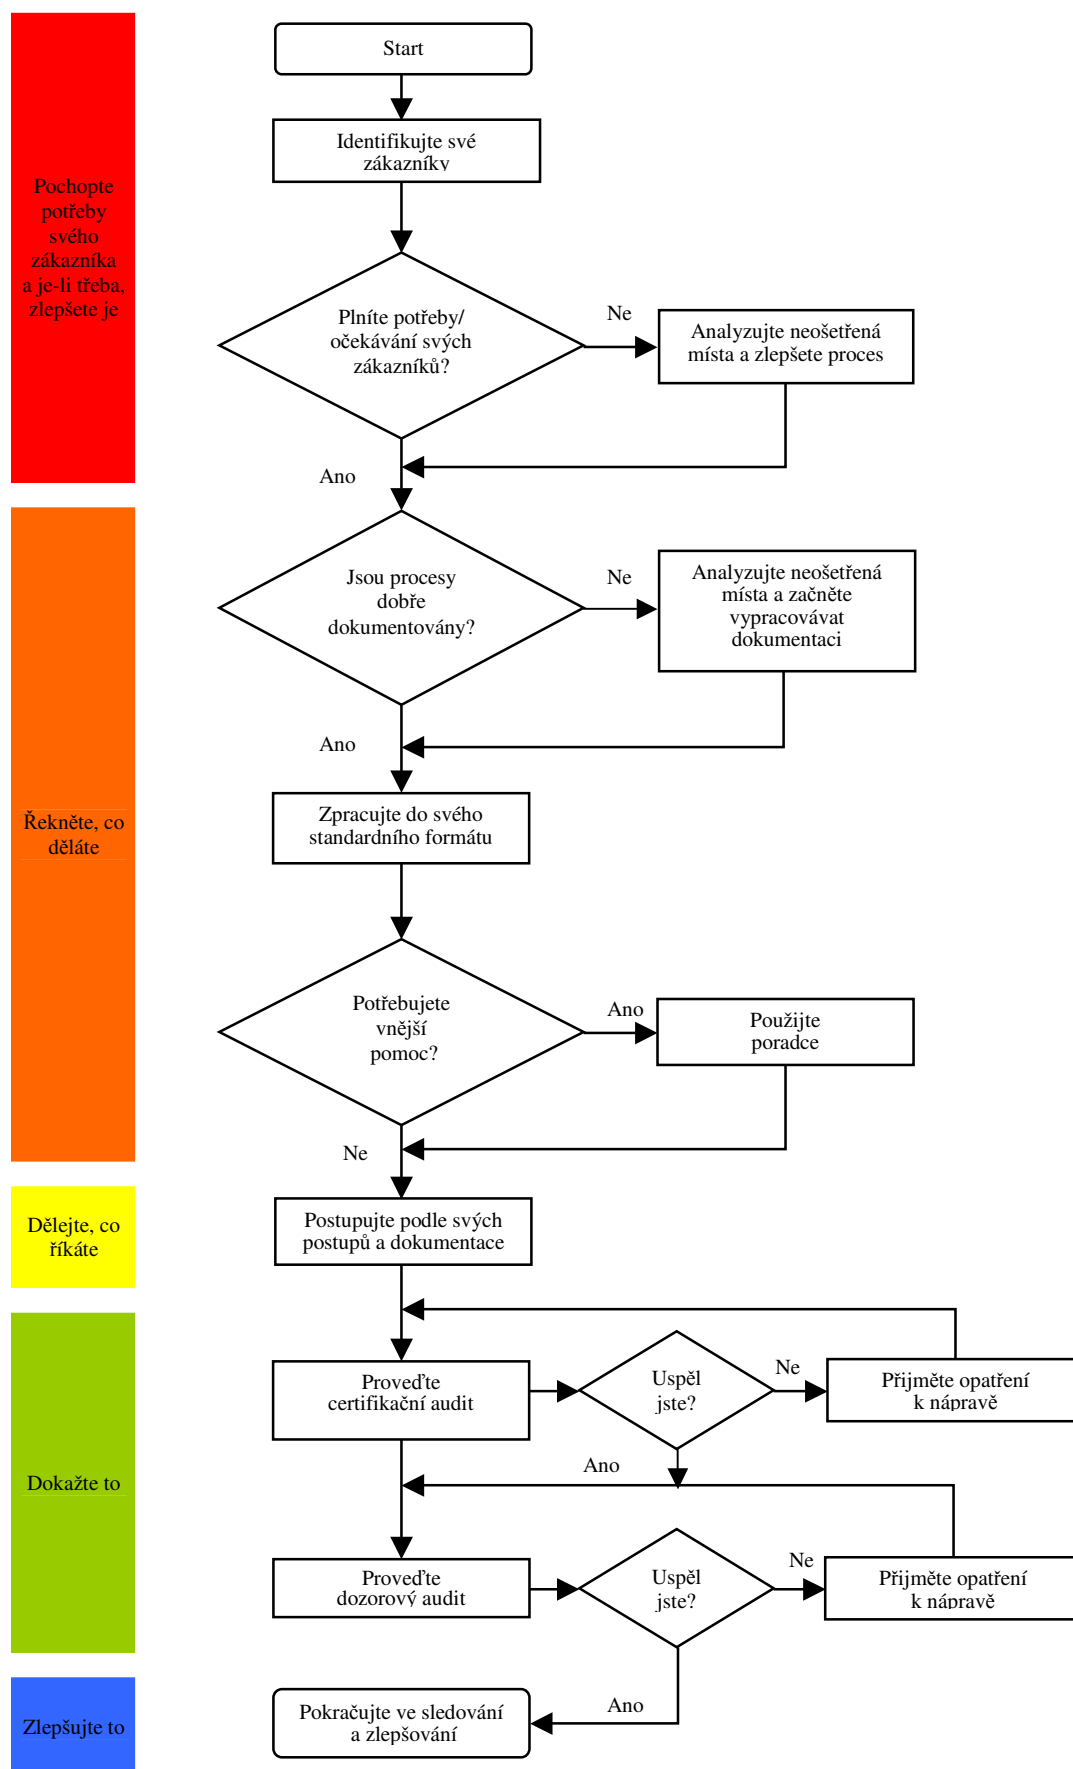 Start
Identifikujte své
zákazníky
Pochopte
potřeby
svého
zákazníka
a je-li třeba,
zlepšete je
Plníte potřeby/
očekávání svých
zákazníků?
Ne
Analyzujte neošetřená
místa a zlepšete proces
Ano
Jsou procesy
dobře
dokumentovány?
Ne
Analyzujte neošetřená
místa a začněte
vypracovávat
dokumentaci
Ano
Řekněte, co
děláte
Zpracujte do svého
standardního formátu
Potřebujete
vnější
pomoc?
Ano
Použijte
poradce
Ne
Dělejte, co
říkáte
Postupujte podle svých
postupů a dokumentace
Proveďte
certifikační audit
Uspěl
jste?
Ne
Přijměte opatření
k nápravě
Ano
Dokažte to
Proveďte
dozorový audit
Uspěl
jste?
Ne
Přijměte opatření
k nápravě
Ano
Zlepšujte to
Pokračujte ve sledování
a zlepšování